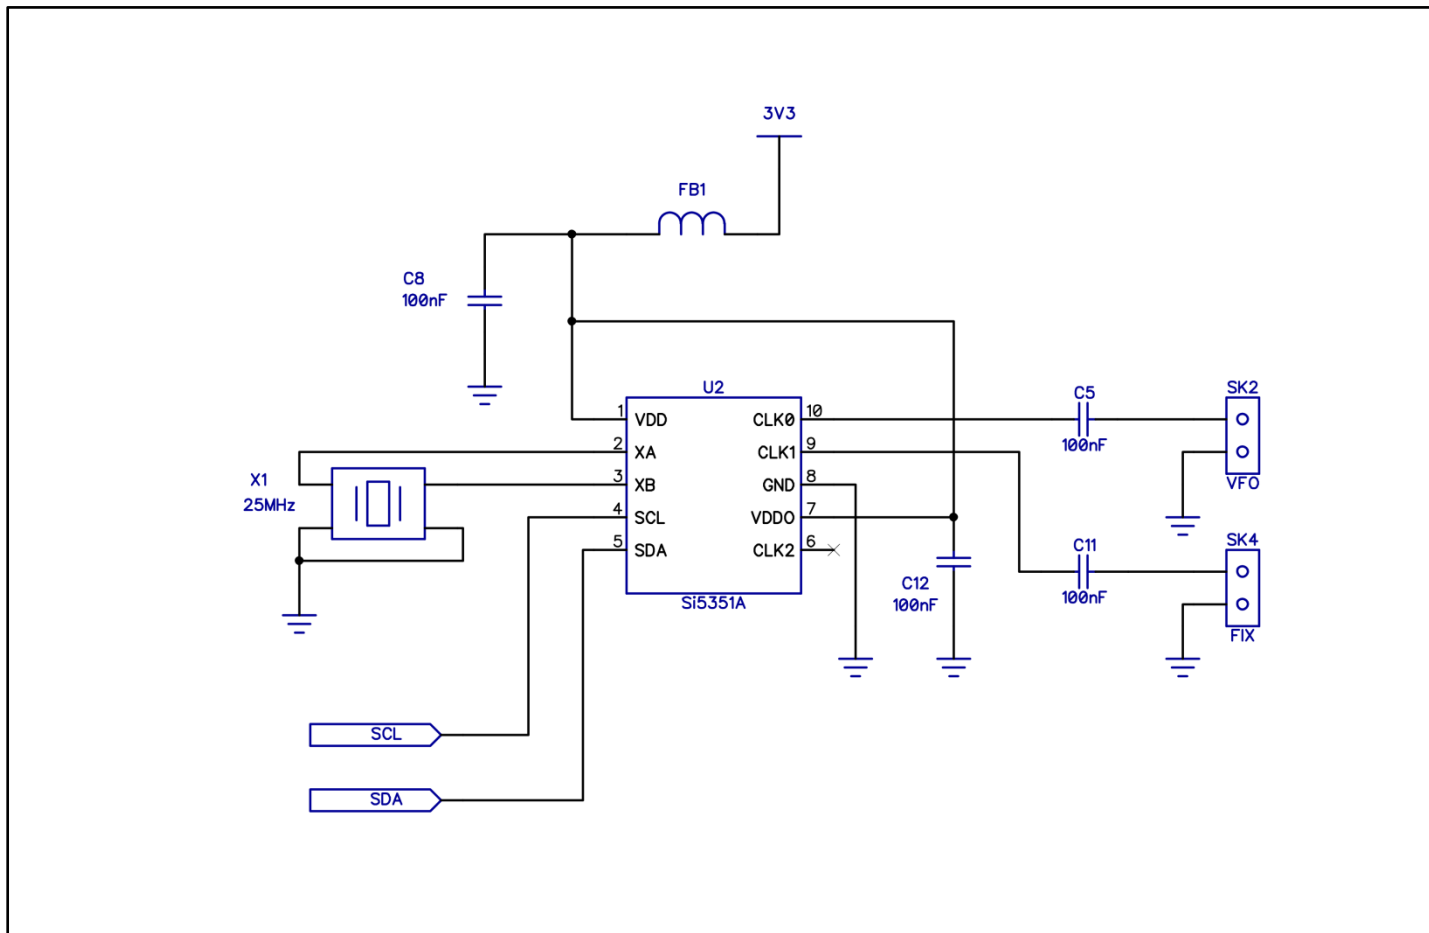 3V3
FB1
C8
100nF
U2
1 VDD CLK0 10
2 XA CLK1 9
3 XB GND 8
4 SCL VDDO 7
5 SDA CLK2 6
Si5351A
X1
25MHz
C5
100nF
SK2
VFO
C11
100nF
SK4
FIX
C12
100nF
SCL
SDA